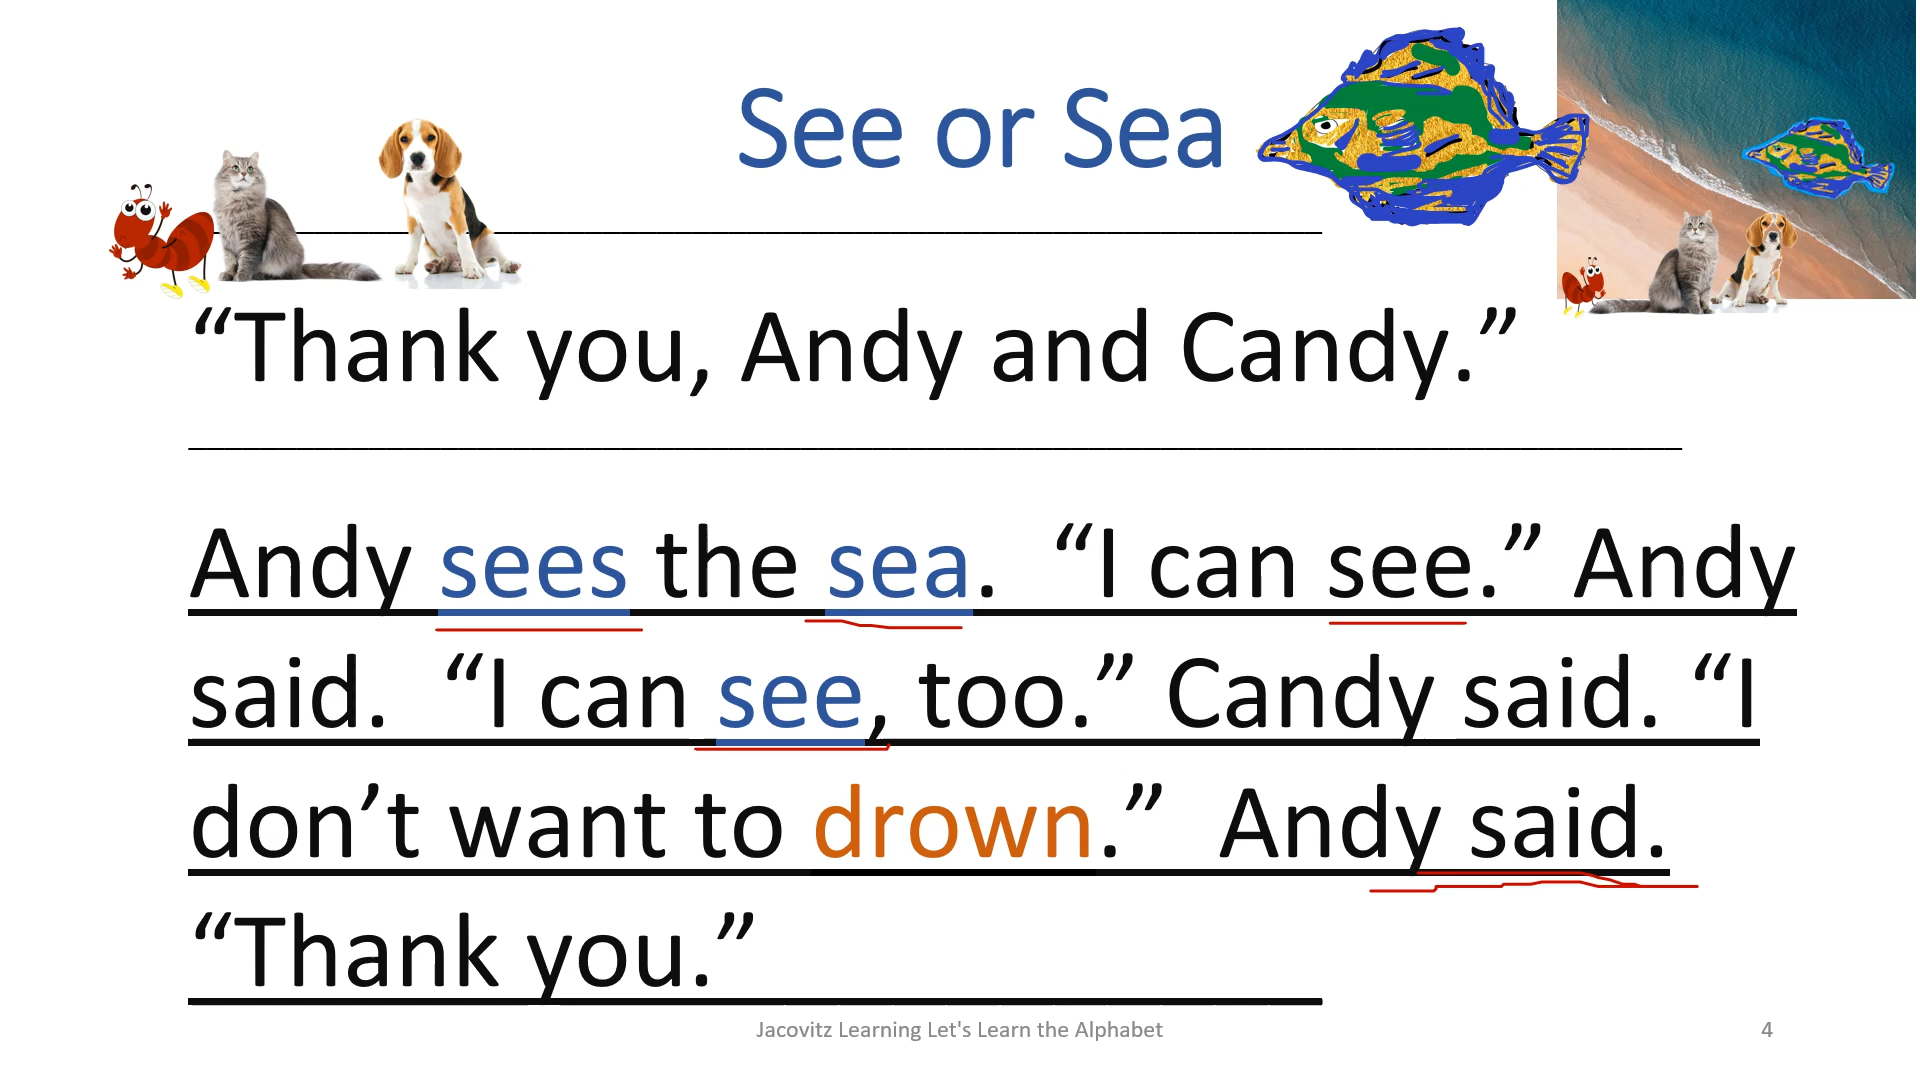 See or Sea
“Thank you, Andy and Candy.”
Andy sees the sea. “I can see.” Andy
said. “I can see, too.” Candy said. “I
don’t want to drown.” Andy said.
“Thank you.”
Jacovitz Learning Let's Learn the Alphabet
4